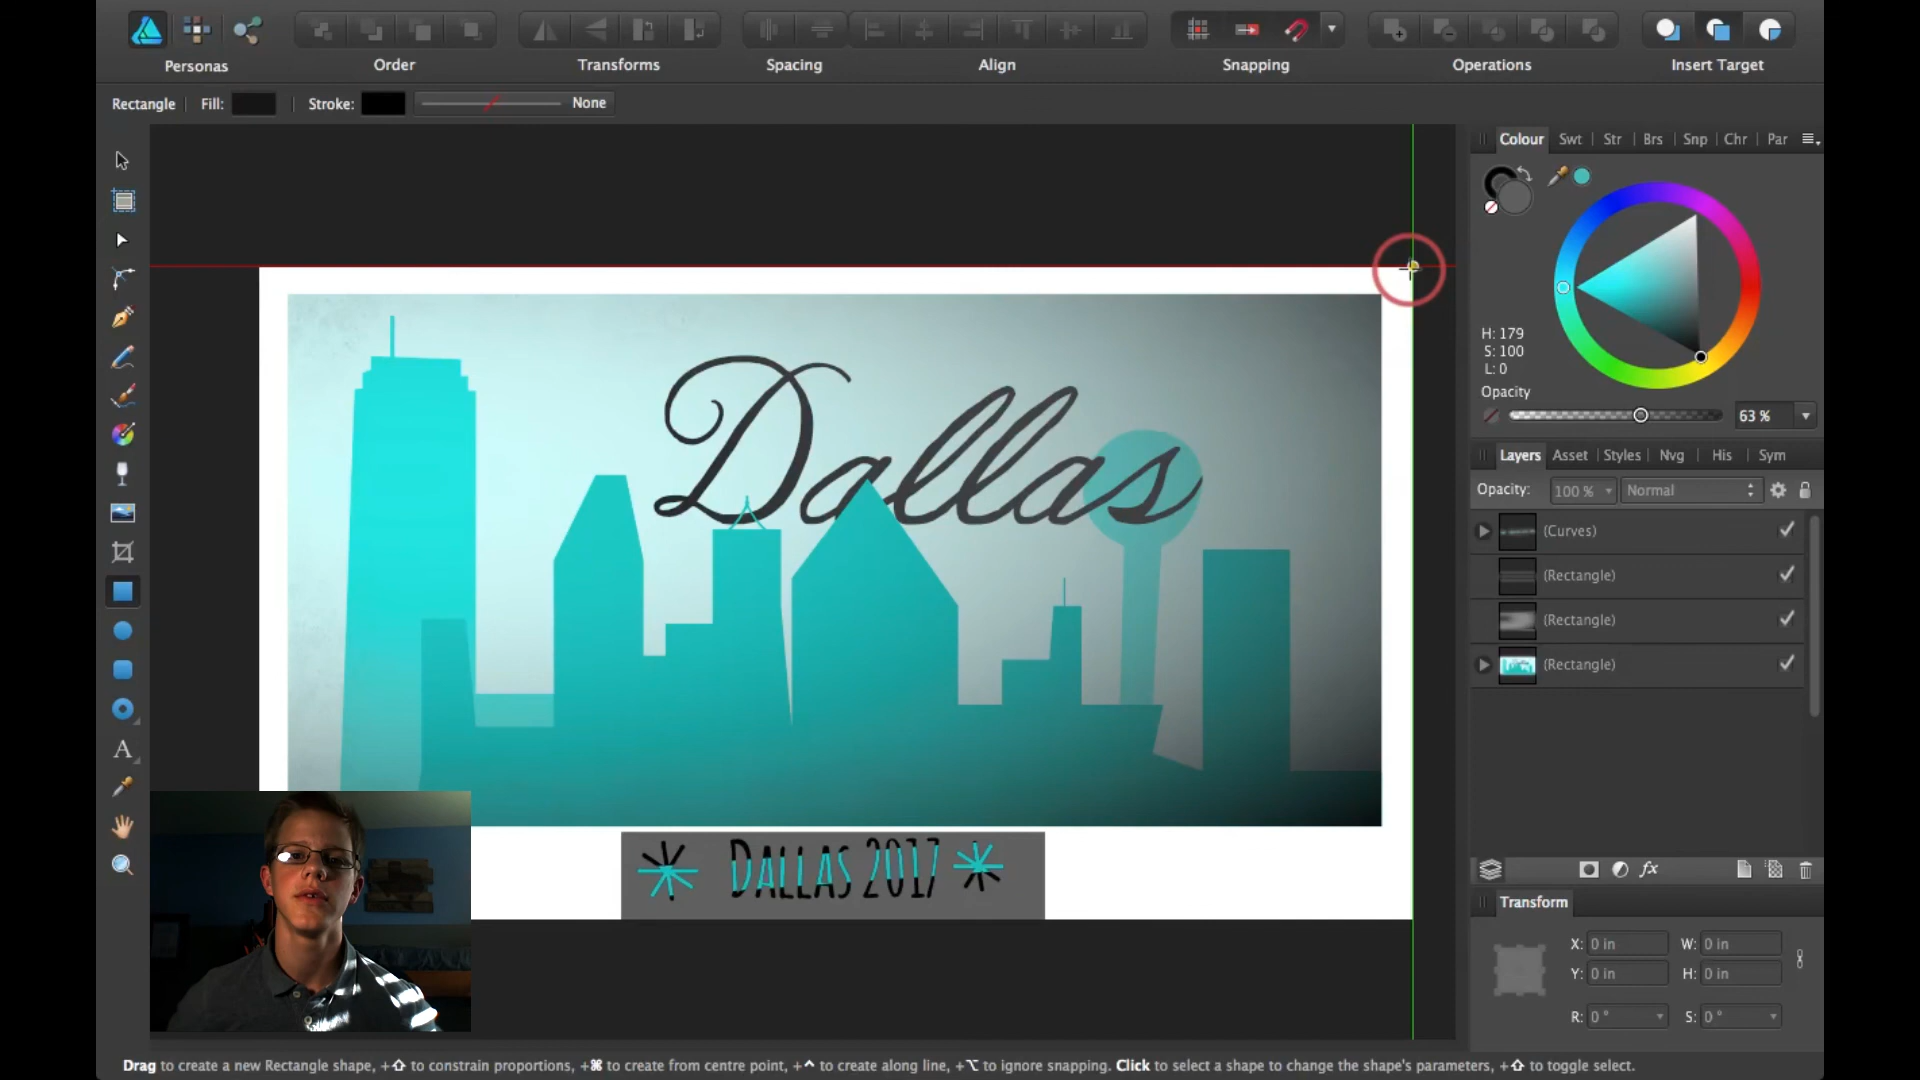 Personas
Order
Transforms
Spacing
Align
Snapping
Operations
Insert Target
Rectangle Fill: Stroke: None
Colour Swt Str Brs Snp Chr Par
H: 179
S: 100
L: 0
Opacity
63 %
Layers Asset Styles Nvg His Sym
Opacity: 100 % Normal
(Curves)
(Rectangle)
(Rectangle)
(Rectangle)
Dallas
DALLAS 2017
Transform
X: 0 in W: 0 in
Y: 0 in H: 0 in
R: 0 ° S: 0 °
Drag to create a new Rectangle shape, +⇧ to constrain proportions, +⌘ to create from centre point, +^ to create along line, +⌥ to ignore snapping. Click to select a shape to change the shape's parameters, +⇧ to toggle select.